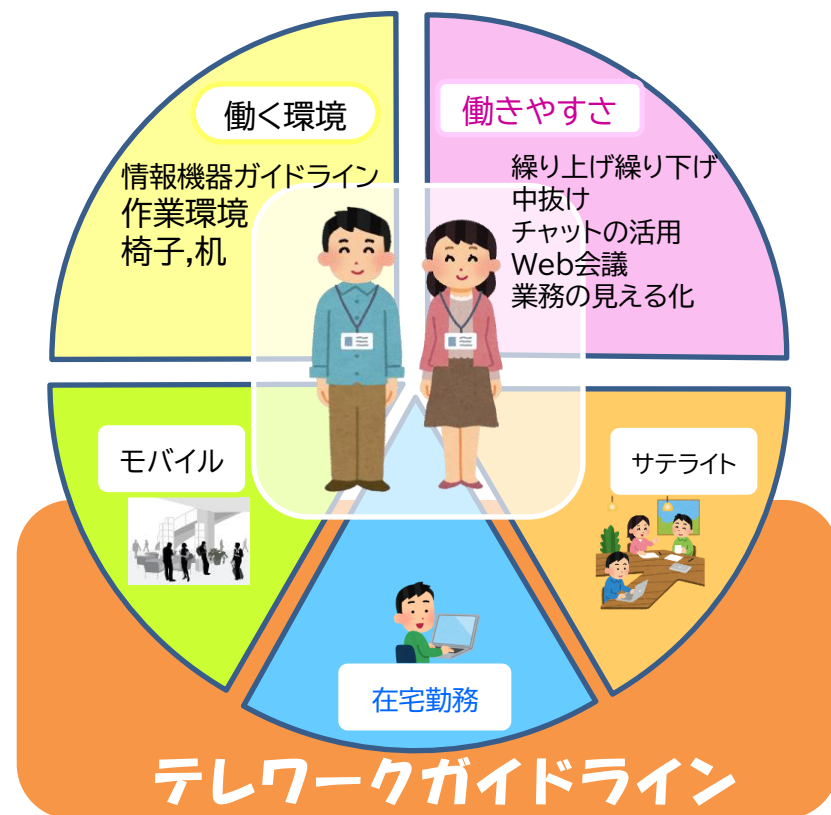 働く環境
情報機器ガイドライン
作業環境
椅子,机
働きやすさ
繰り上げ繰り下げ
中抜け
チャットの活用
Web会議
業務の見える化
モバイル
サテライト
在宅勤務
テレワークガイドライン